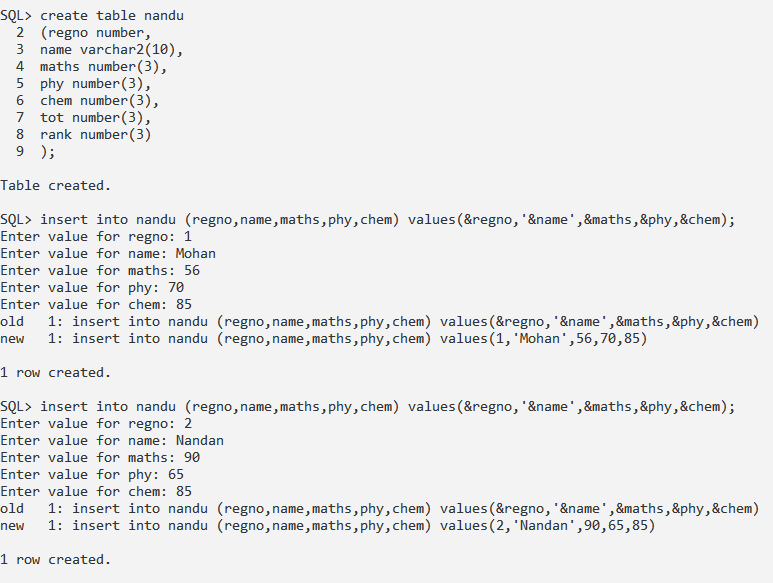 SQL> create table nandu
  2  (regno number,
  3  name varchar2(10),
  4  maths number(3),
  5  phy number(3),
  6  chem number(3),
  7  tot number(3),
  8  rank number(3)
  9  );
Table created.
SQL> insert into nandu (regno,name,maths,phy,chem) values(&regno,'&name',&maths,&phy,&chem);
Enter value for regno: 1
Enter value for name: Mohan
Enter value for maths: 56
Enter value for phy: 70
Enter value for chem: 85
old   1: insert into nandu (regno,name,maths,phy,chem) values(&regno,'&name',&maths,&phy,&chem)
new   1: insert into nandu (regno,name,maths,phy,chem) values(1,'Mohan',56,70,85)
1 row created.
SQL> insert into nandu (regno,name,maths,phy,chem) values(&regno,'&name',&maths,&phy,&chem);
Enter value for regno: 2
Enter value for name: Nandan
Enter value for maths: 90
Enter value for phy: 65
Enter value for chem: 85
old   1: insert into nandu (regno,name,maths,phy,chem) values(&regno,'&name',&maths,&phy,&chem)
new   1: insert into nandu (regno,name,maths,phy,chem) values(2,'Nandan',90,65,85)
1 row created.